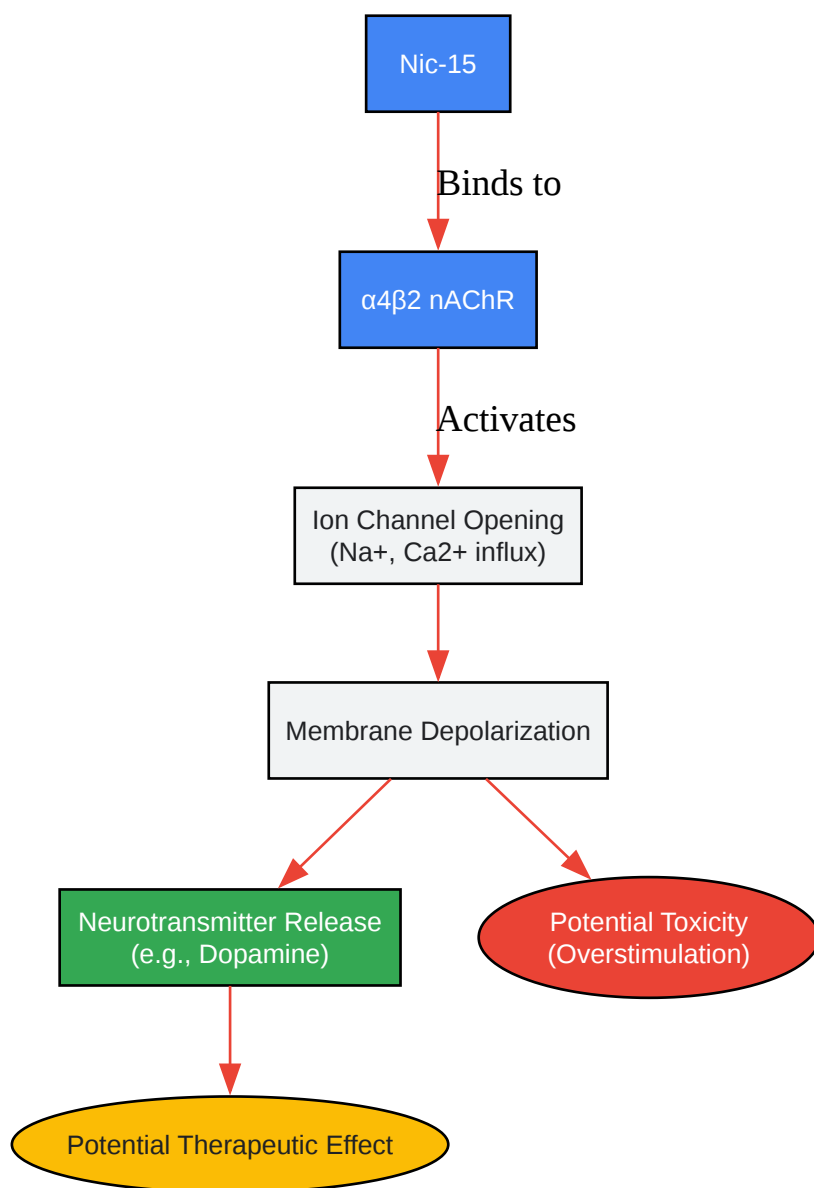 Nic-15
Binds to
α4β2 nAChR
Activates
Ion Channel Opening
(Na+, Ca2+ influx)
Membrane Depolarization
Neurotransmitter Release
(e.g., Dopamine)
Potential Toxicity
(Overstimulation)
Potential Therapeutic Effect